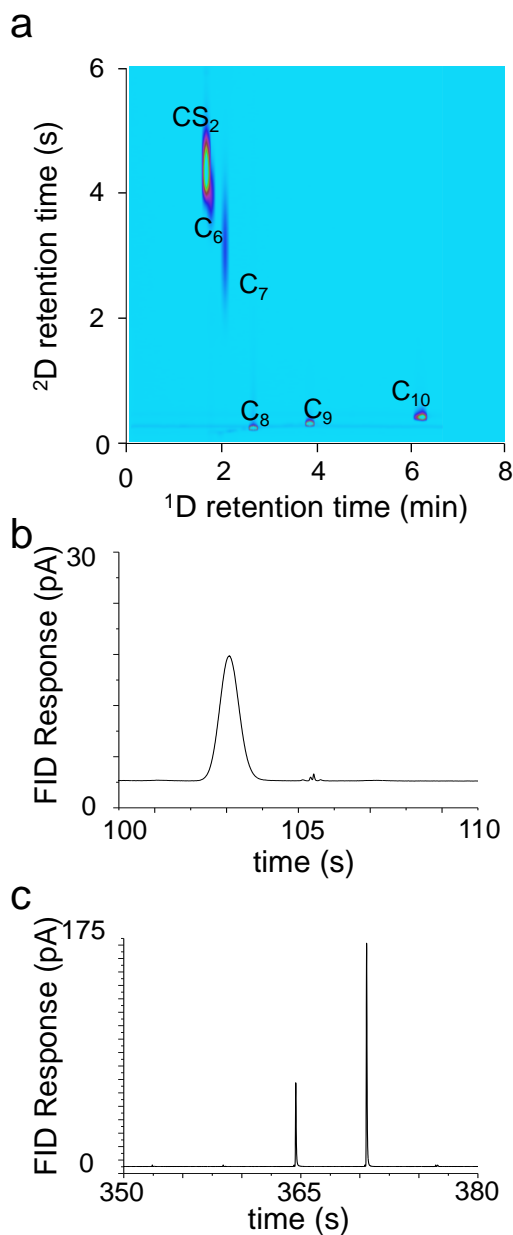 a
6
4
2
0
²D retention time (s)
CS₂
C₆
C₇
C₈
C₉
C₁₀
0 2 4 6 8
¹D retention time (min)
b
30
0
FID Response (pA)
100 105 110
time (s)
c
175
0
FID Response (pA)
350 365 380
time (s)